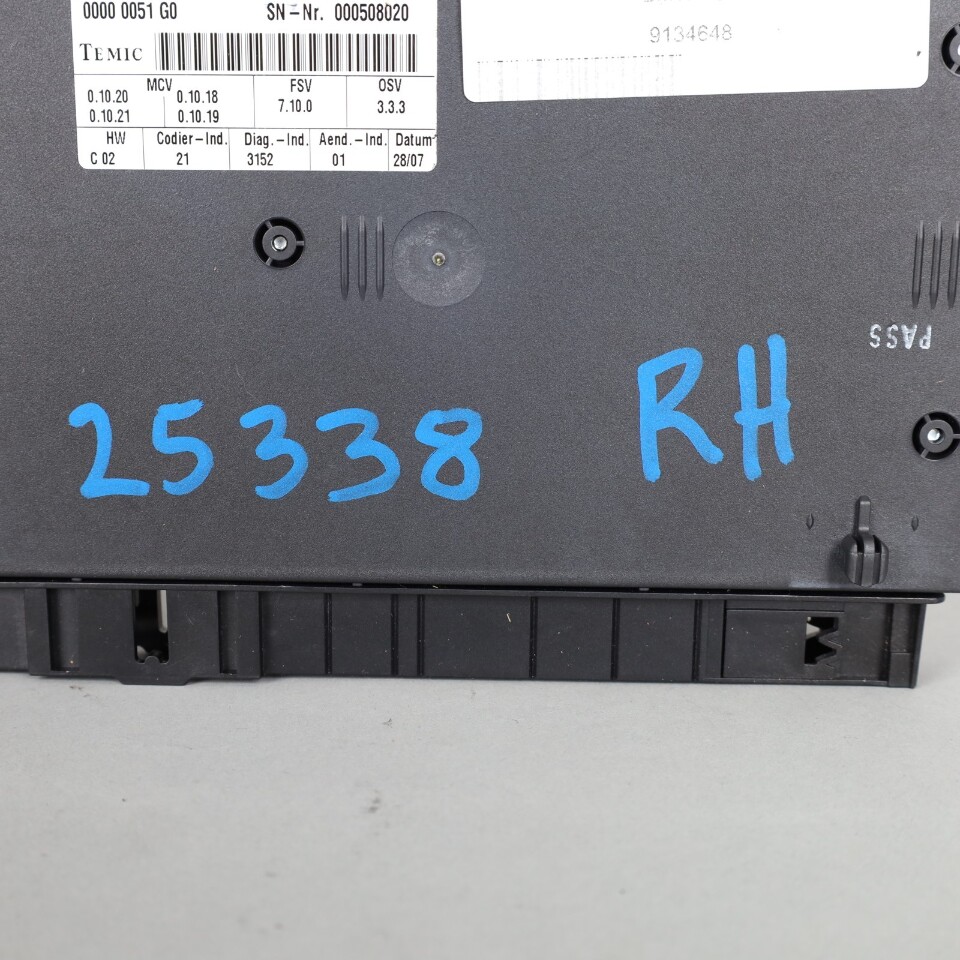 0000 0051 G0 SN-Nr. 000508020
TEMIC
MCV FSV OSV
0.10.20 0.10.18 7.10.0 3.3.3
0.10.21 0.10.19
HW Codier-Ind. Diag.-Ind. Aend.-Ind. Datum
C 02 21 3152 01 28/07
9134648
PASS
25338 RH